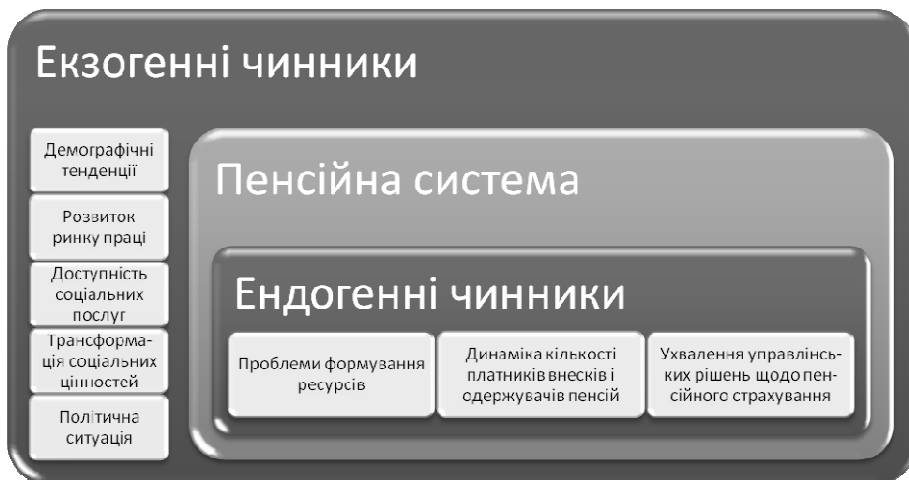 Екзогенні чинники
Демографічні
тенденції
Розвиток
ринку праці
Доступність
соціальних
послуг
Трансформа-
ція соціальних
цінностей
Політична
ситуація
Пенсійна система
Ендогенні чинники
Проблеми формування
ресурсів
Динаміка кількості
платників внесків і
одержувачів пенсій
Ухвалення управлінсь-
ких рішень щодо пен-
сійного страхування